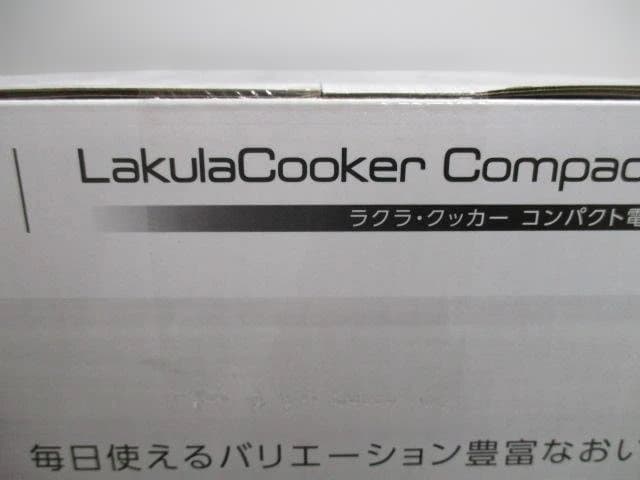 LakulaCooker Compac
ラクラ・クッカー コンパクト電
毎日使えるバリエーション豊富なおい